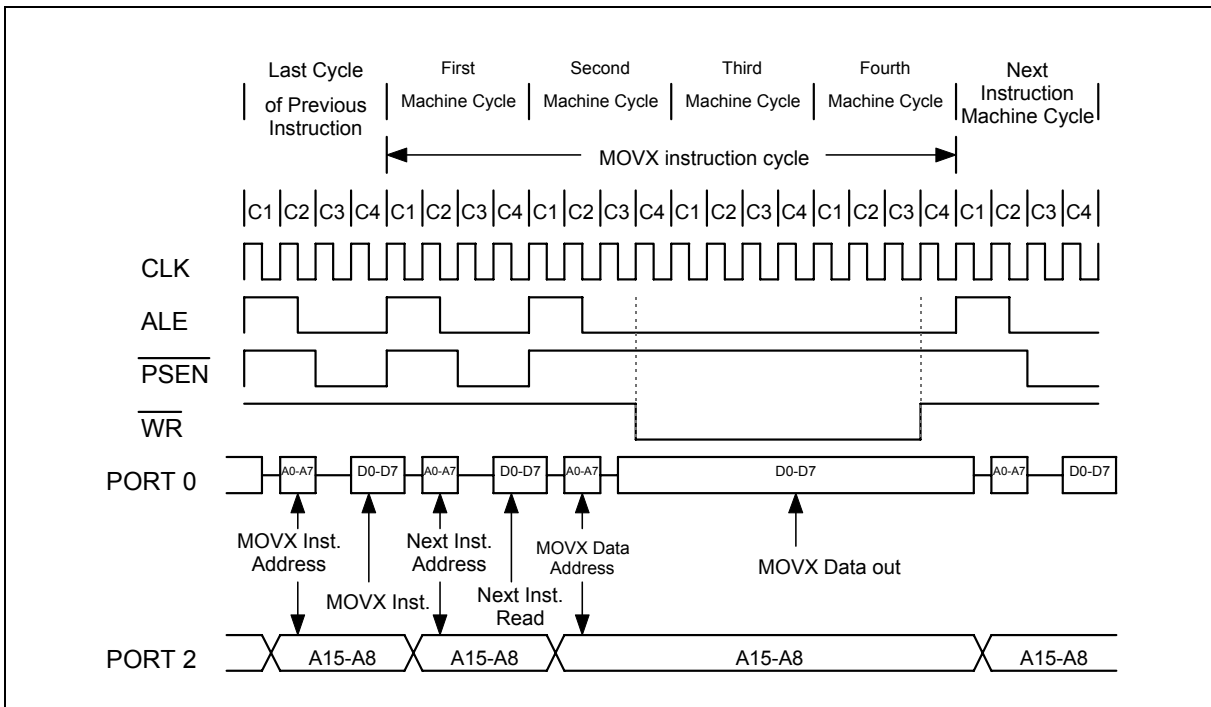 Last Cycle
of Previous
Instruction
First
Machine Cycle
Second
Machine Cycle
Third
Machine Cycle
Fourth
Machine Cycle
Next
Instruction
Machine Cycle
MOVX instruction cycle
C1 C2 C3 C4 C1 C2 C3 C4 C1 C2 C3 C4 C1 C2 C3 C4 C1 C2 C3 C4 C1 C2 C3 C4
CLK
ALE
PSEN
WR
PORT 0
A0-A7 D0-D7 A0-A7 D0-D7 A0-A7 D0-D7 A0-A7 D0-D7
MOVX Inst.
Address
MOVX Inst.
Next Inst.
Address
Next Inst.
Read
MOVX Data
Address
MOVX Data out
PORT 2
A15-A8 A15-A8 A15-A8 A15-A8